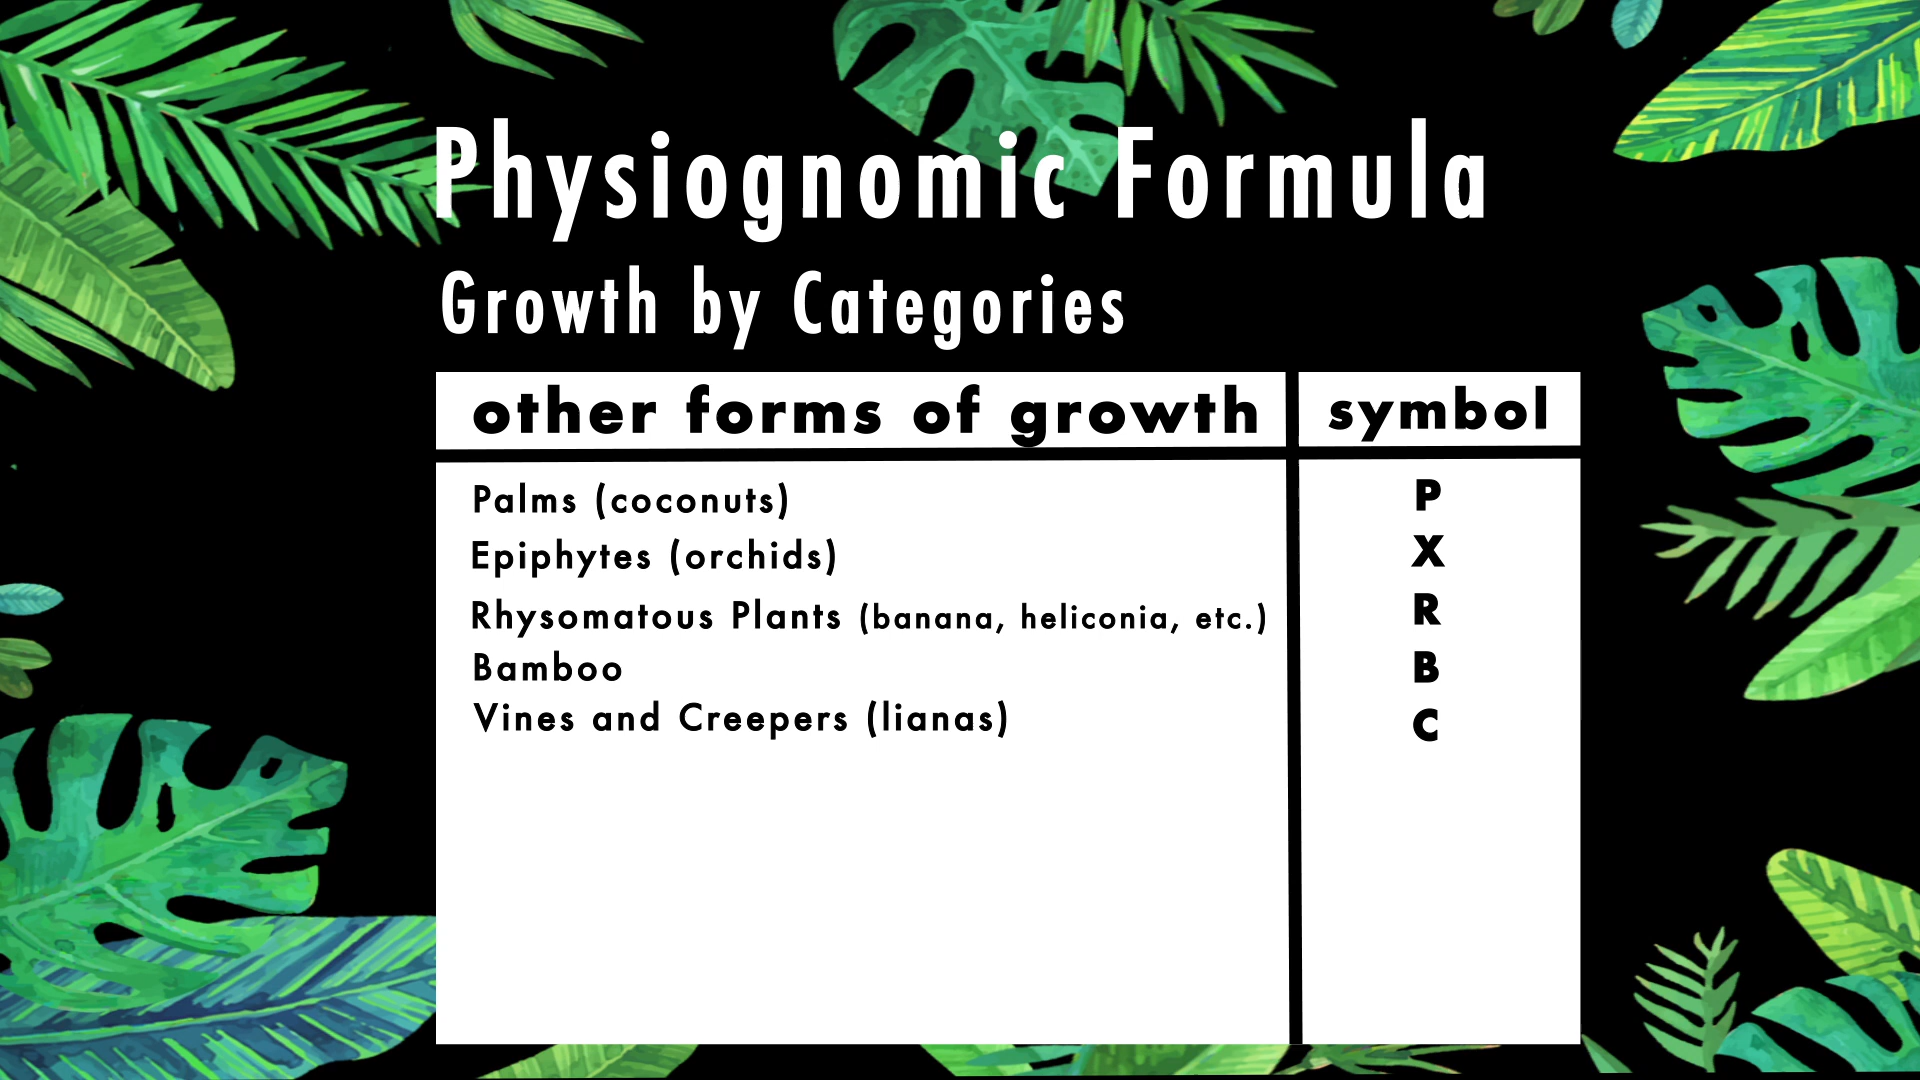 Physiognomic Formula
Growth by Categories
other forms of growth symbol
Palms (coconuts) P
Epiphytes (orchids) X
Rhysomatous Plants (banana, heliconia, etc.) R
Bamboo B
Vines and Creepers (lianas) C